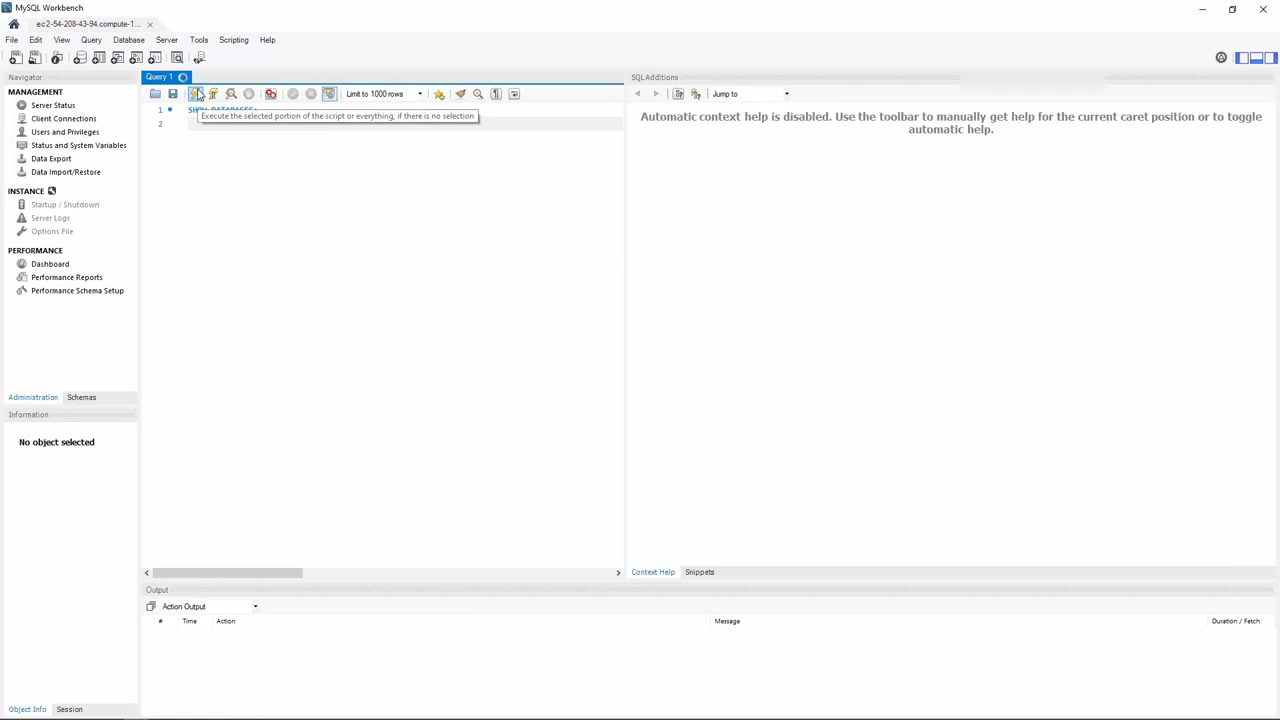 MySQL Workbench
ec2-54-208-43-94.compute-1...
File Edit View Query Database Server Tools Scripting Help
Navigator
MANAGEMENT
Server Status
Client Connections
Users and Privileges
Status and System Variables
Data Export
Data Import/Restore
INSTANCE
Startup / Shutdown
Server Logs
Options File
PERFORMANCE
Dashboard
Performance Reports
Performance Schema Setup
Administration Schemas
Information
No object selected
Object Info Session
Query 1
Limit to 1000 rows
1 SHOW DATABASES;
Execute the selected portion of the script or everything, if there is no selection
2
SQLAdditions
Jump to
Automatic context help is disabled. Use the toolbar to manually get help for the current caret position or to toggle
automatic help.
Context Help Snippets
Output
Action Output
# Time Action Message Duration / Fetch